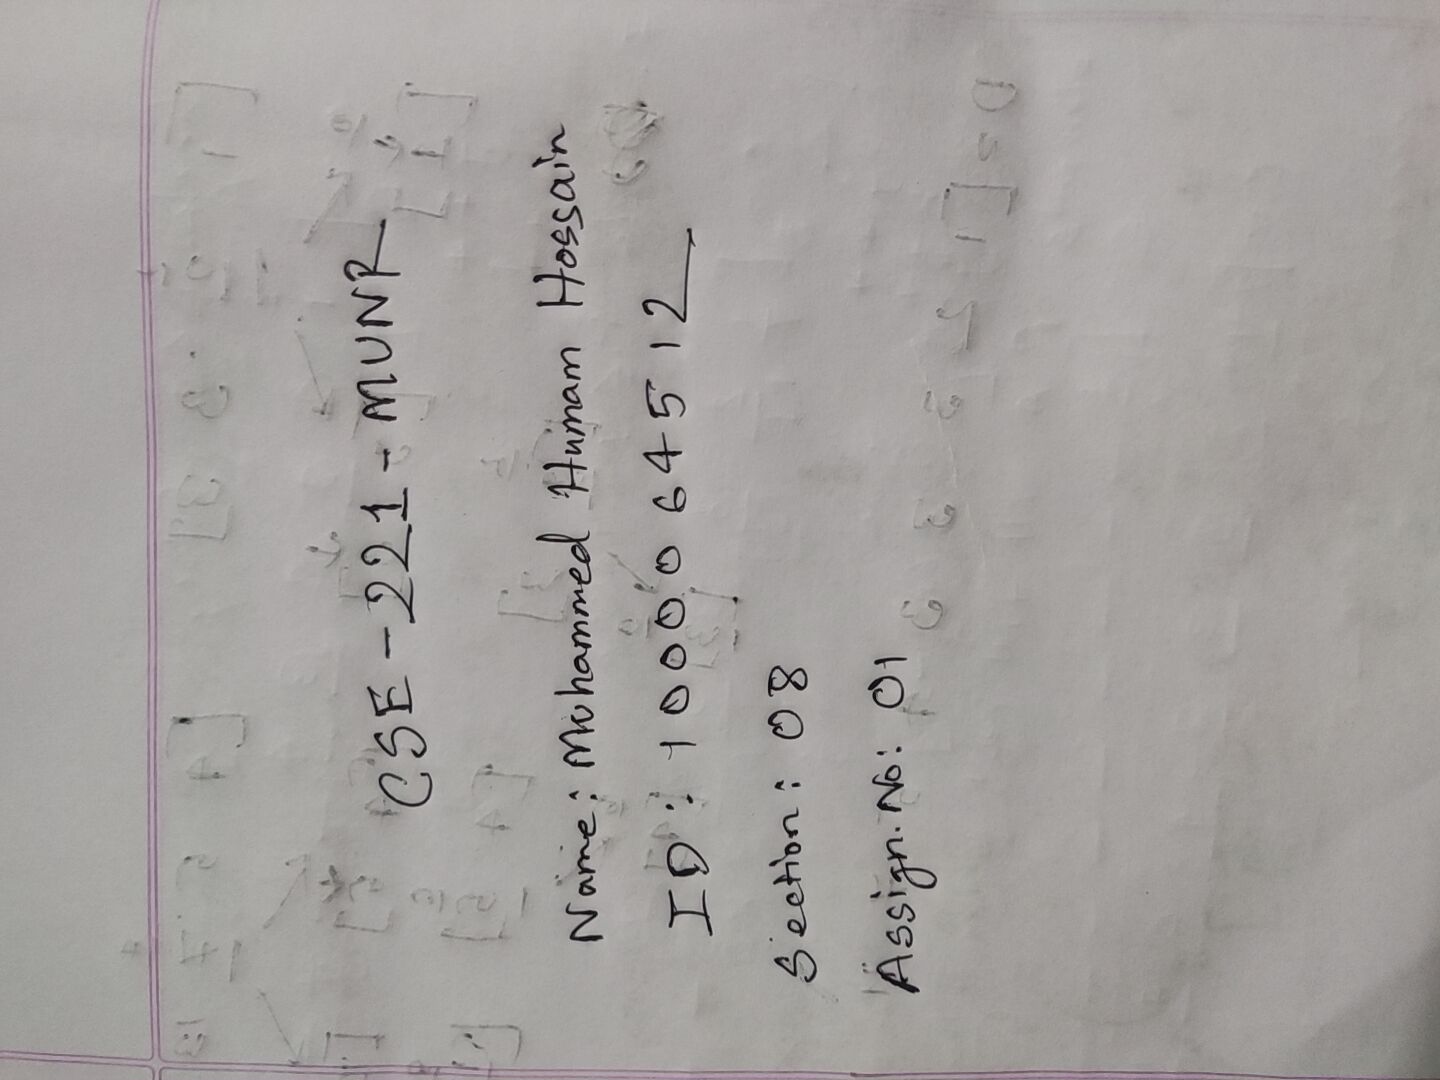 CSE-221-MUNR
Name: Mohammed Humam Hossain
ID: 1000064512
Section: 08
Assign. No: 01